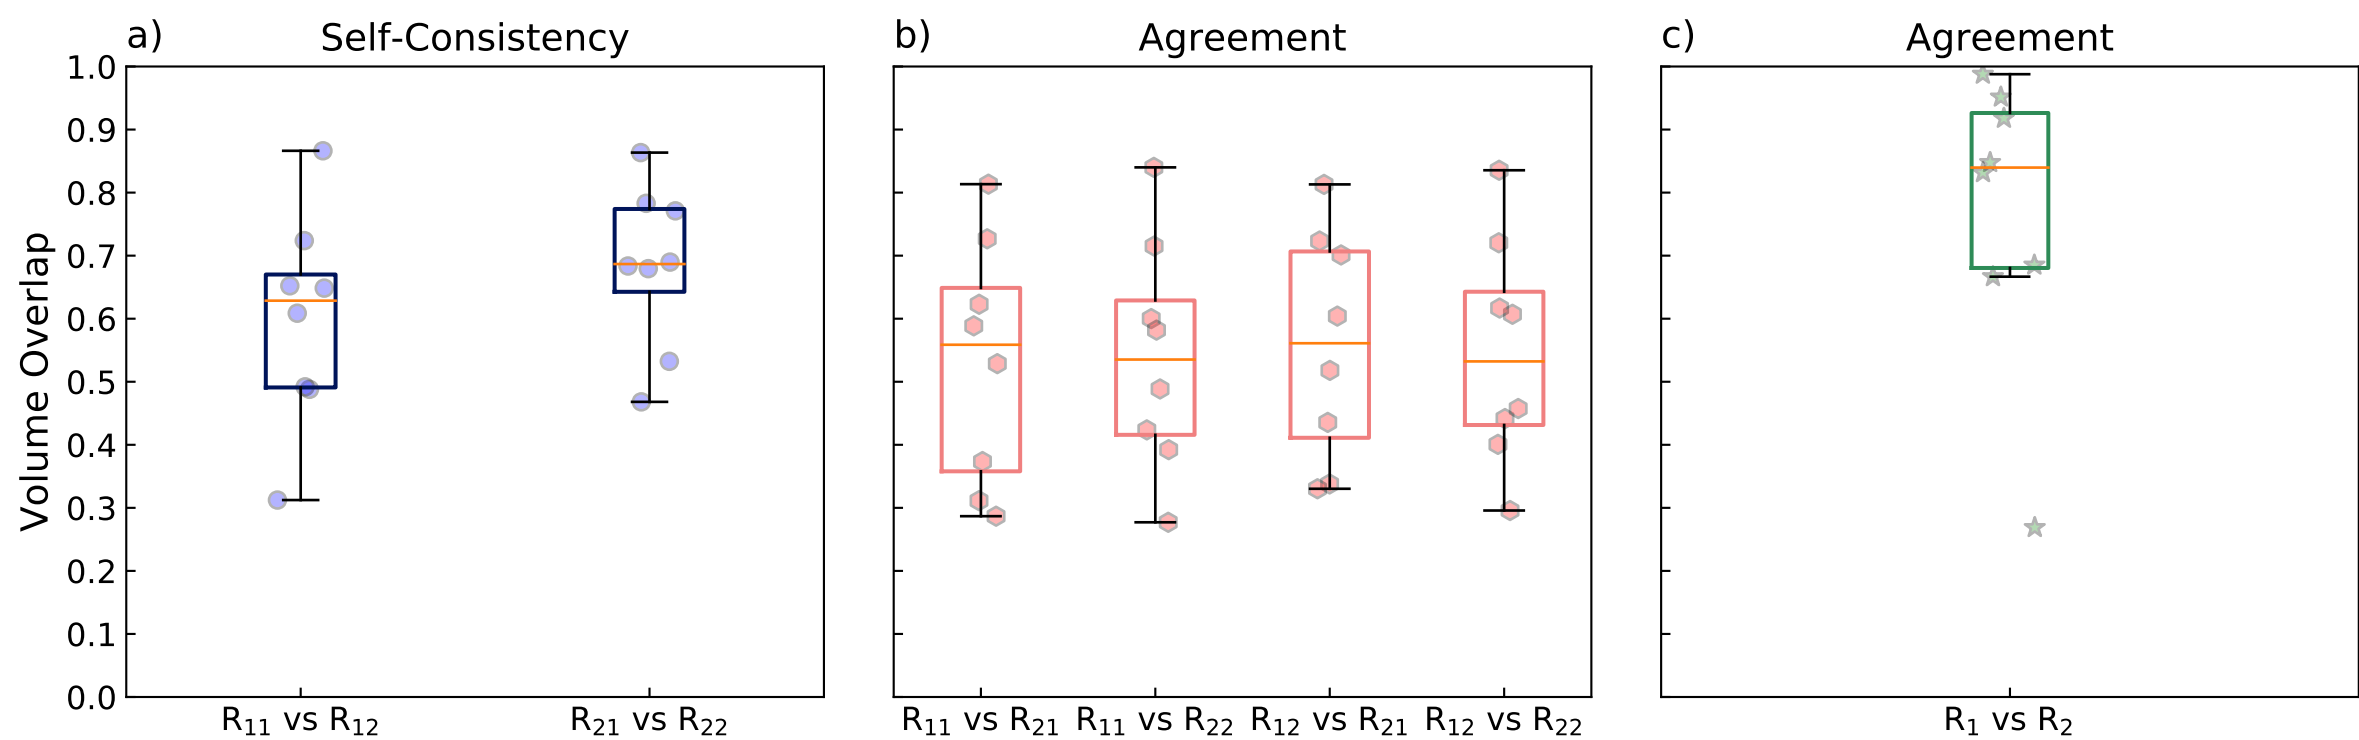 a) Self-Consistency
b) Agreement
c) Agreement
Volume Overlap
1.0
0.9
0.8
0.7
0.6
0.5
0.4
0.3
0.2
0.1
0.0
R₁₁ vs R₁₂
R₂₁ vs R₂₂
R₁₁ vs R₂₁
R₁₁ vs R₂₂
R₁₂ vs R₂₁
R₁₂ vs R₂₂
R₁ vs R₂